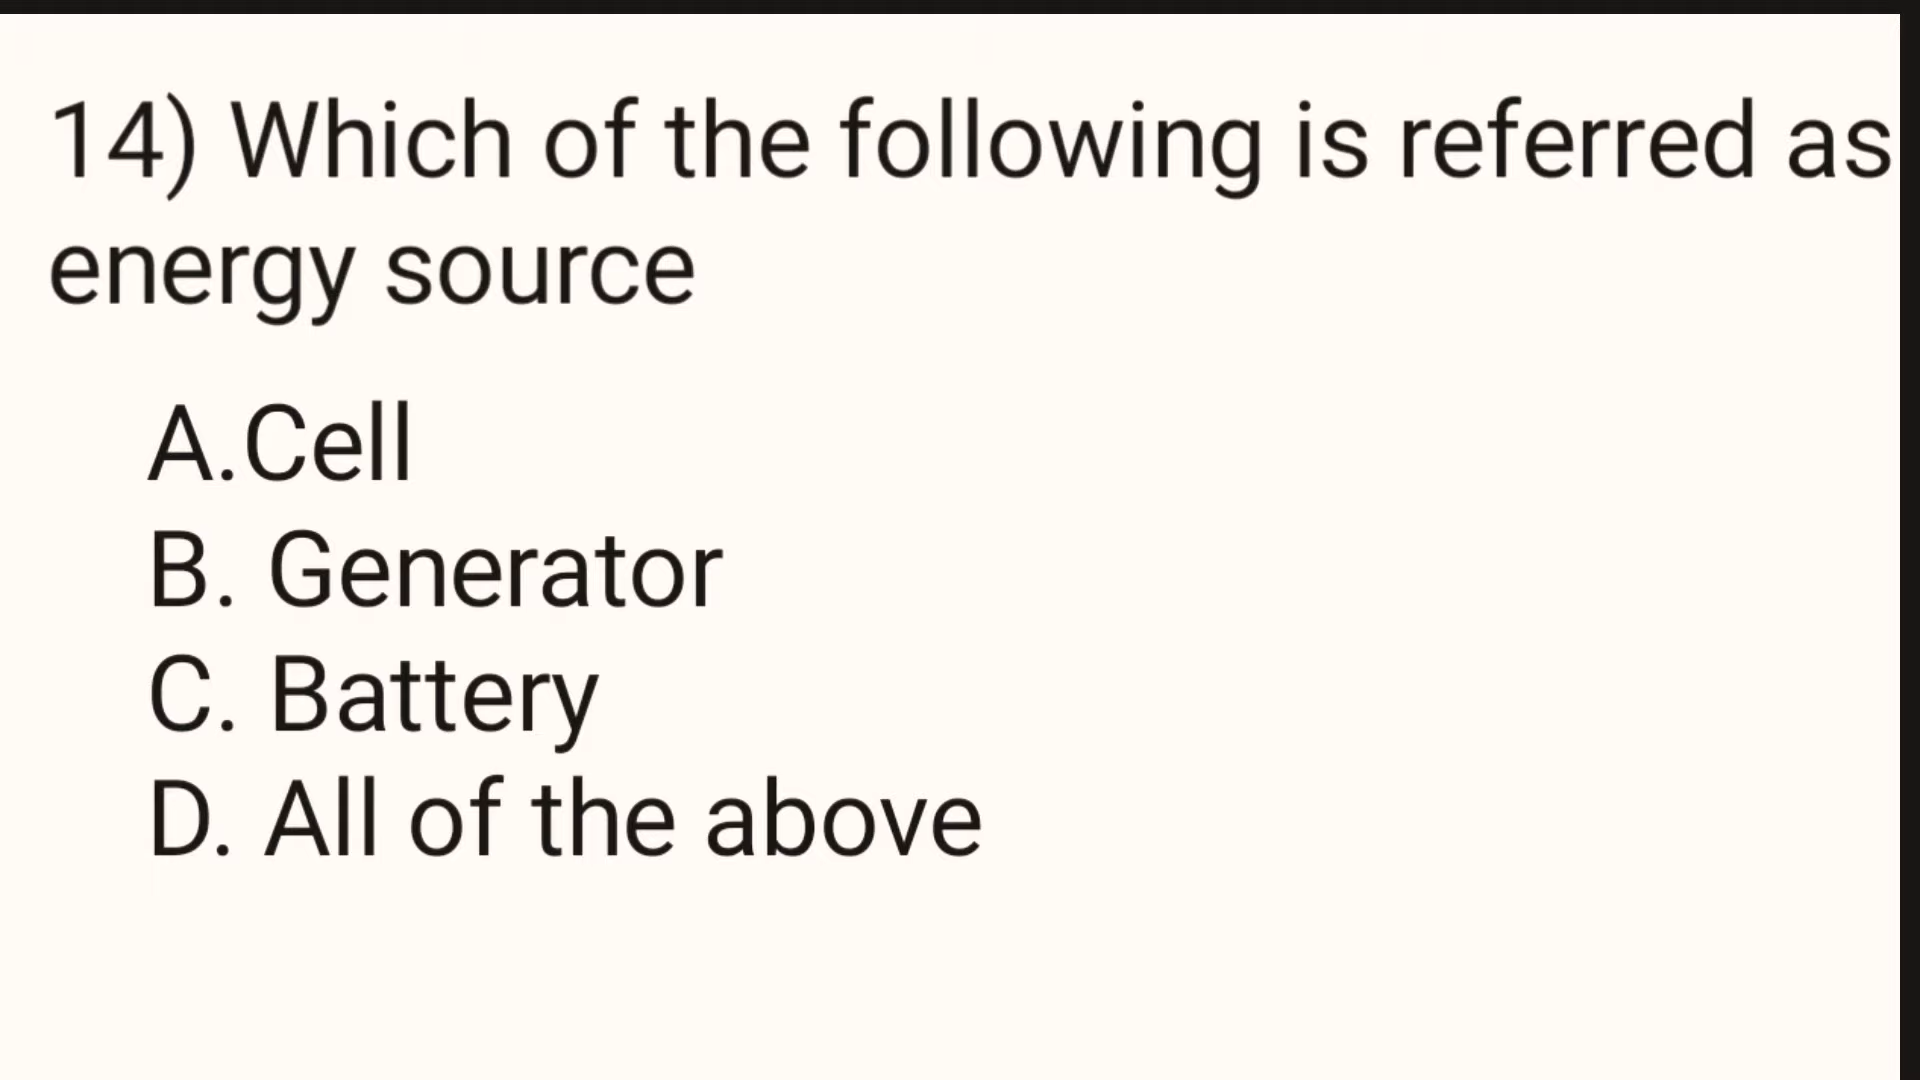 14) Which of the following is referred as
energy source
A.Cell
B. Generator
C. Battery
D. All of the above